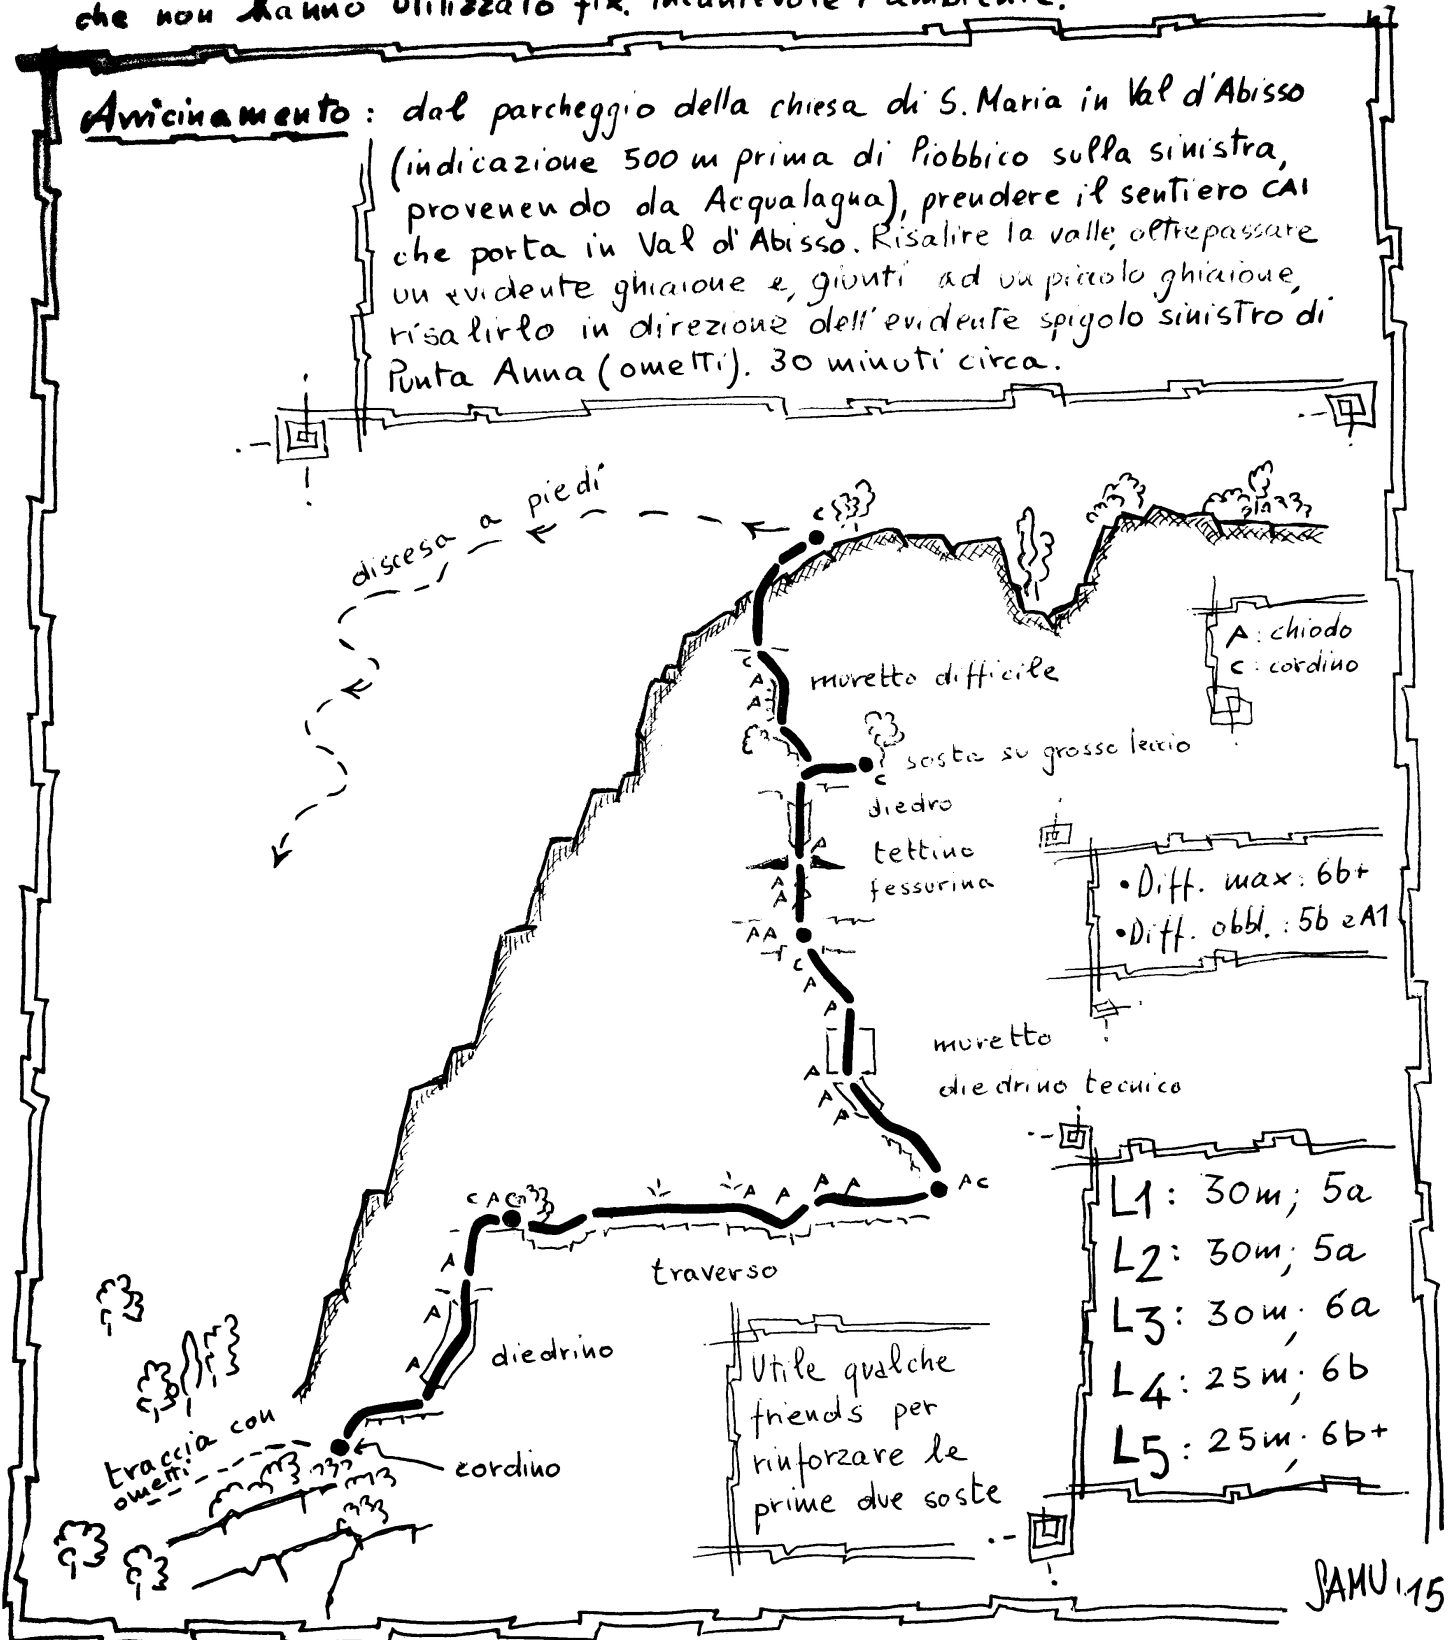 che non hanno utilizzato fix. Incantevole l'ambiente.
Avvicinamento: dal parcheggio della chiesa di S. Maria in Val d'Abisso
(indicazione 500 m prima di Piobbico sulla sinistra,
provenendo da Acqualagna), prendere il sentiero CAI
che porta in Val d'Abisso. Risalire la valle, oltrepassare
un evidente ghiaione e, giunti ad un piccolo ghiaione,
risalirlo in direzione dell'evidente spigolo sinistro di
Punta Anna (ometti). 30 minuti circa.
discesa a piedi
C
A: chiodo
C: cordino
C
A
A
muretto difficile
sosta su grosso leccio
C
diedro
A
tettino
A
A A
fessurina
• Diff. max: 6b+
• Diff. obbl.: 5b e A1
A A
C
A
A
muretto
A
diedrino tecnico
A
A
A C
C A C
A A A A
traverso
A
A
A
diedrino
L1: 30m; 5a
L2: 30m; 5a
L3: 30m; 6a
L4: 25m; 6b
L5: 25m; 6b+
Utile qualche
friends per
rinforzare le
prime due soste
traccia con
ometti
cordino
SAMU '15